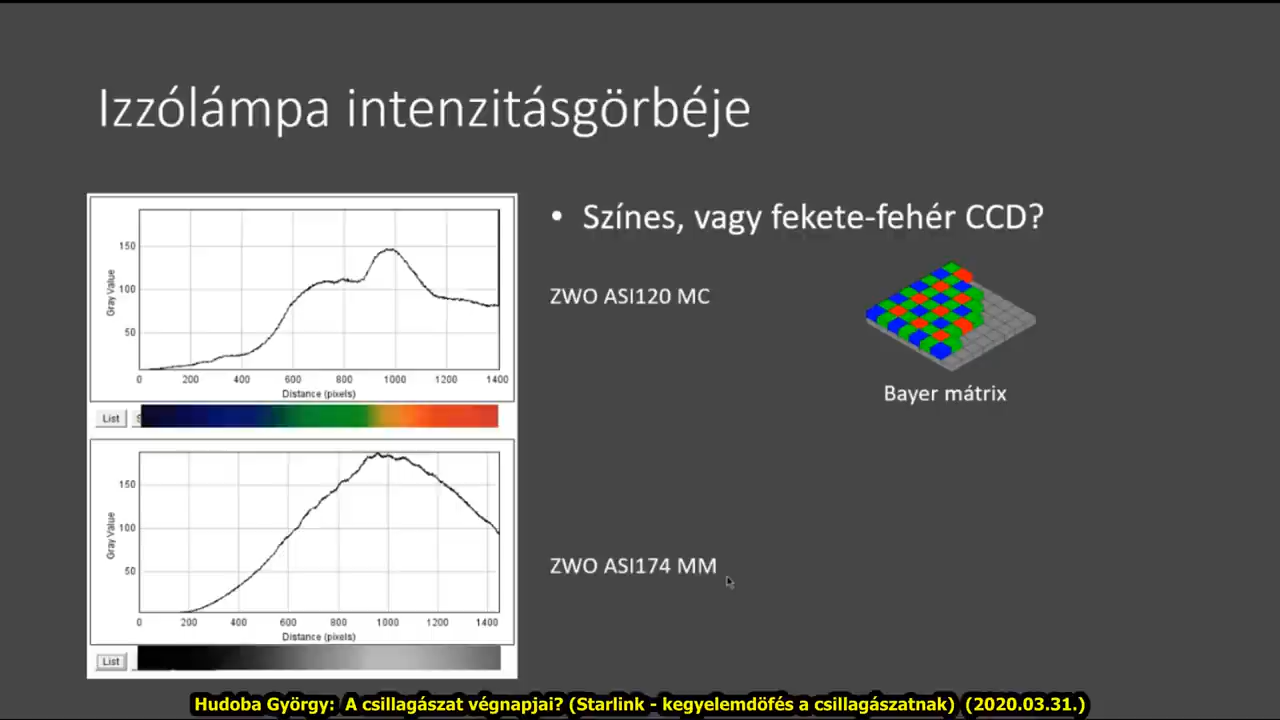 Izzólámpa intenzitásgörbéje
• Színes, vagy fekete-fehér CCD?
150
100
50
Gray Value
0 200 400 600 800 1000 1200 1400
Distance (pixels)
List
ZWO ASI120 MC
Bayer mátrix
150
100
50
Gray Value
0 200 400 600 800 1000 1200 1400
Distance (pixels)
List
ZWO ASI174 MM
Hudoba György: A csillagászat végnapjai? (Starlink - kegyelemdöfés a csillagászatnak) (2020.03.31.)